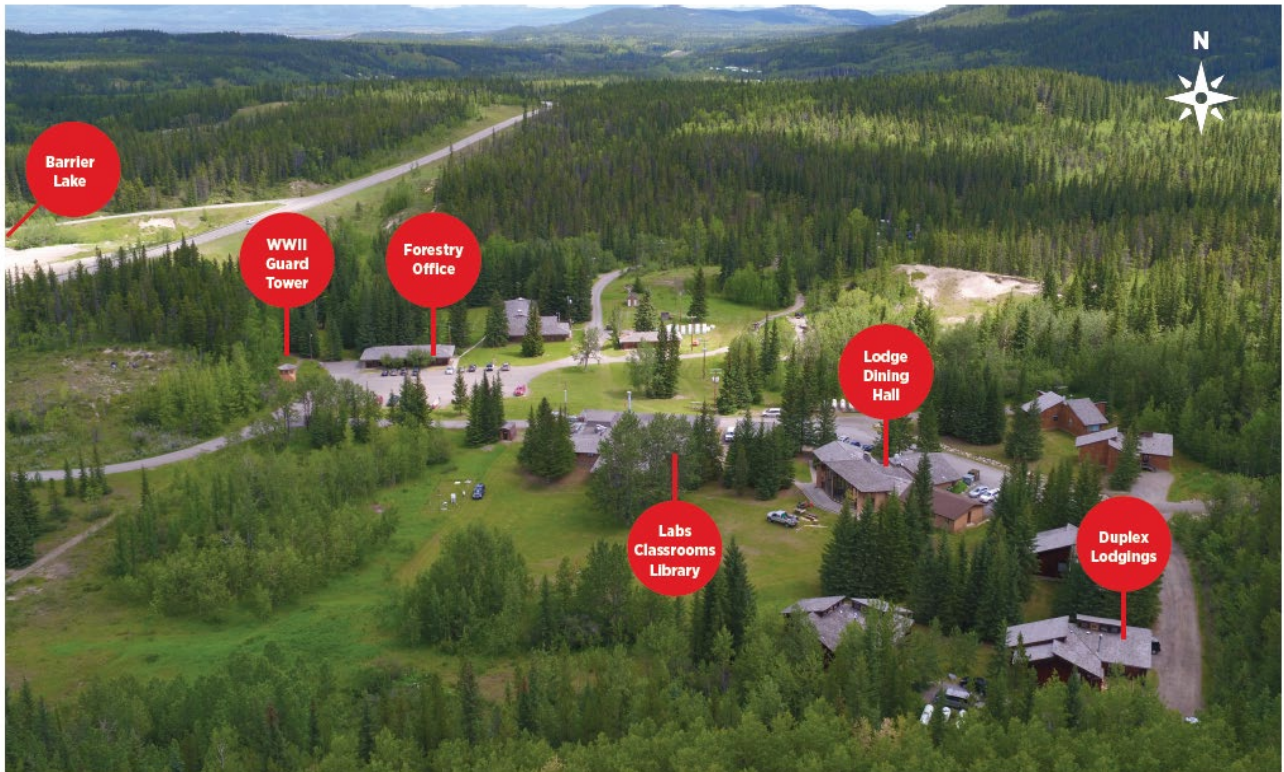 N
Barrier
Lake
WWII
Guard
Tower
Forestry
Office
Lodge
Dining
Hall
Labs
Classrooms
Library
Duplex
Lodgings